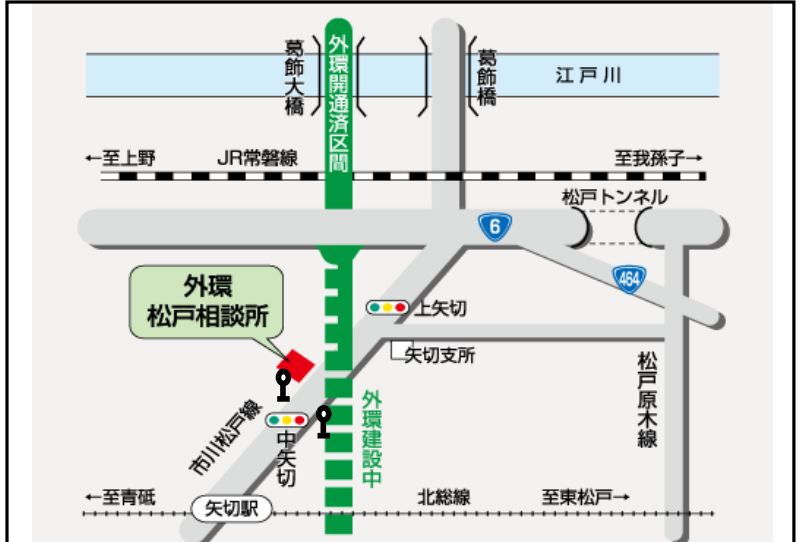 外環開通済区間
葛飾大橋
葛飾橋
江戸川
←至上野
JR常磐線
至我孫子→
松戸トンネル
6
464
外環
松戸相談所
上矢切
矢切支所
松戸原木線
市川松戸線
中矢切
外環建設中
←至青砥
矢切駅
北総線
至東松戸→